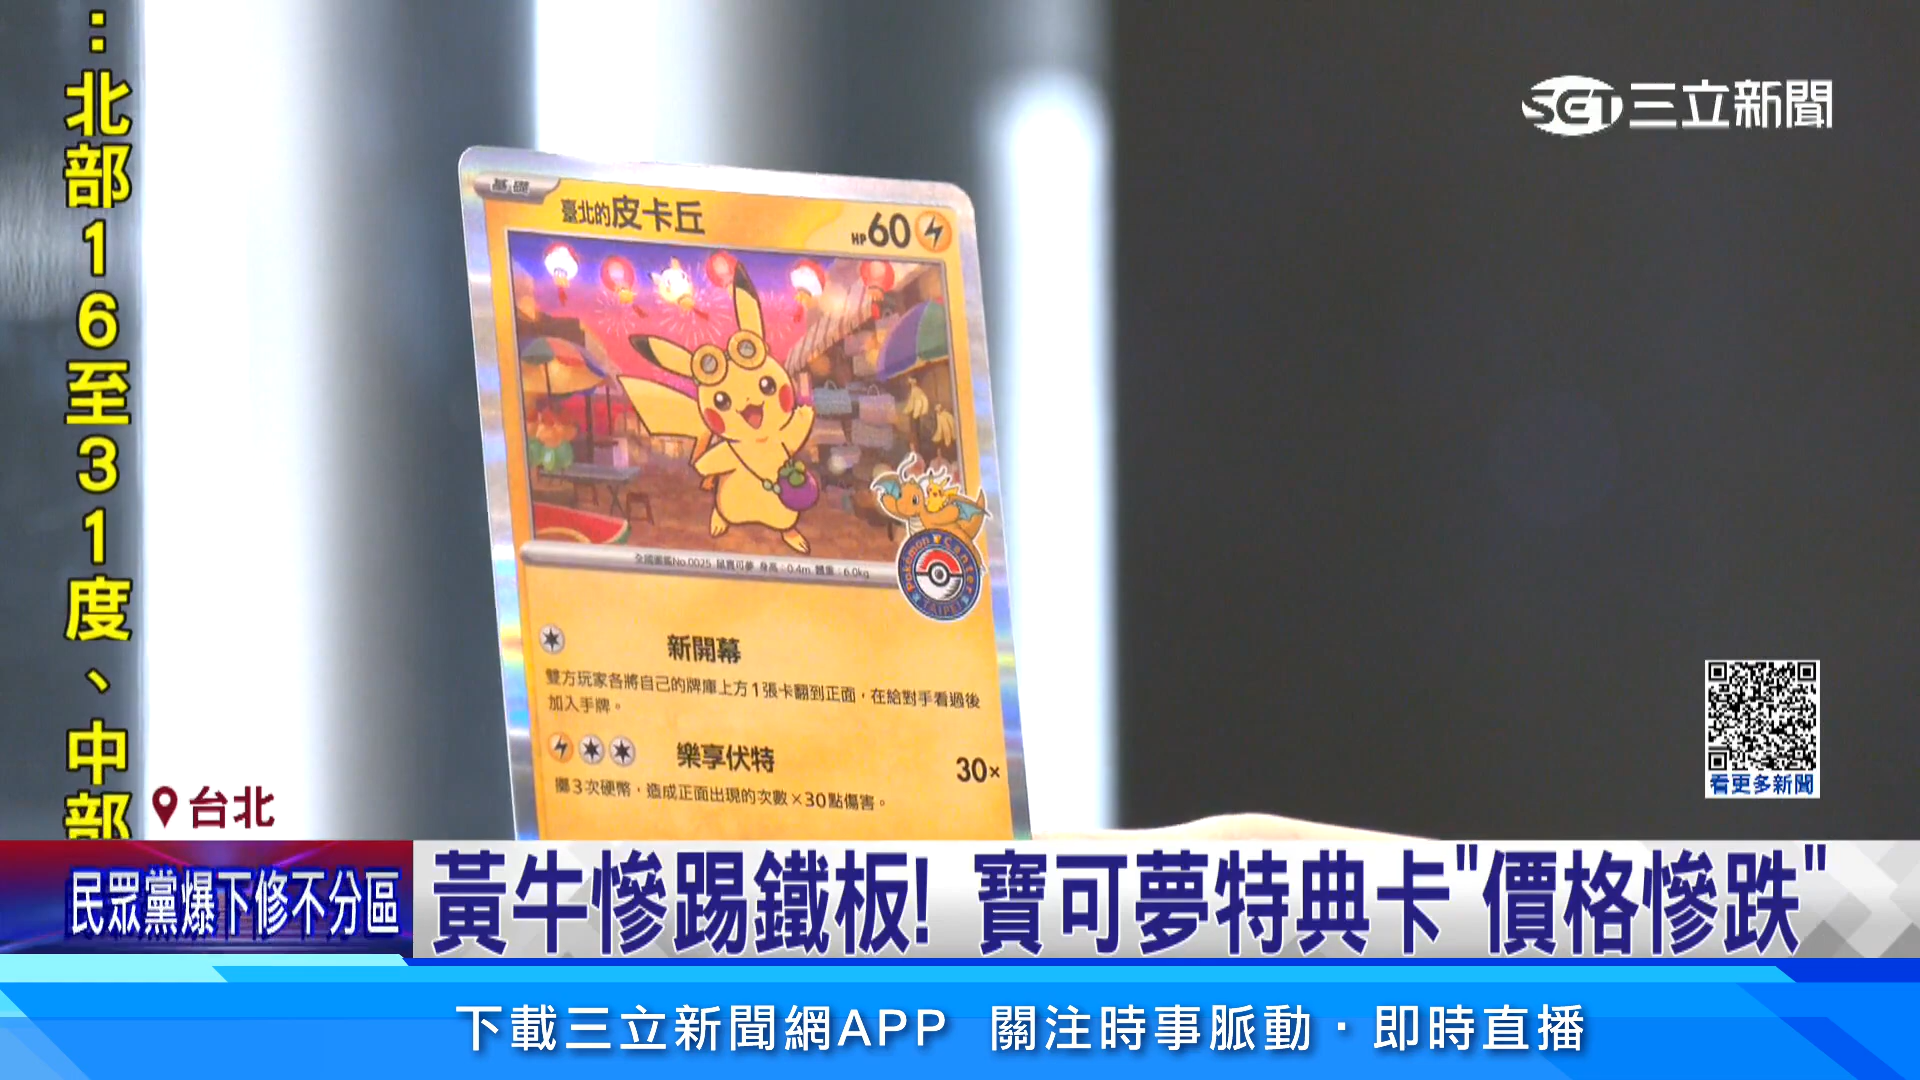 ：北部16至31度、中部
SET三立新聞
基礎
臺北的皮卡丘
HP60
Pokémon Center
TAIPEI
全國圖鑑No.0025 鼠寶可夢 身高：0.4m 體重：6.0kg
新開幕
雙方玩家各將自己的牌庫上方1張卡翻到正面，在給對手看過後
加入手牌。
樂享伏特 30×
擲3次硬幣，造成正面出現的次數×30點傷害。
看更多新聞
台北
民眾黨爆下修不分區
黃牛慘踢鐵板！ 寶可夢特典卡"價格慘跌"
下載三立新聞網APP 關注時事脈動·即時直播